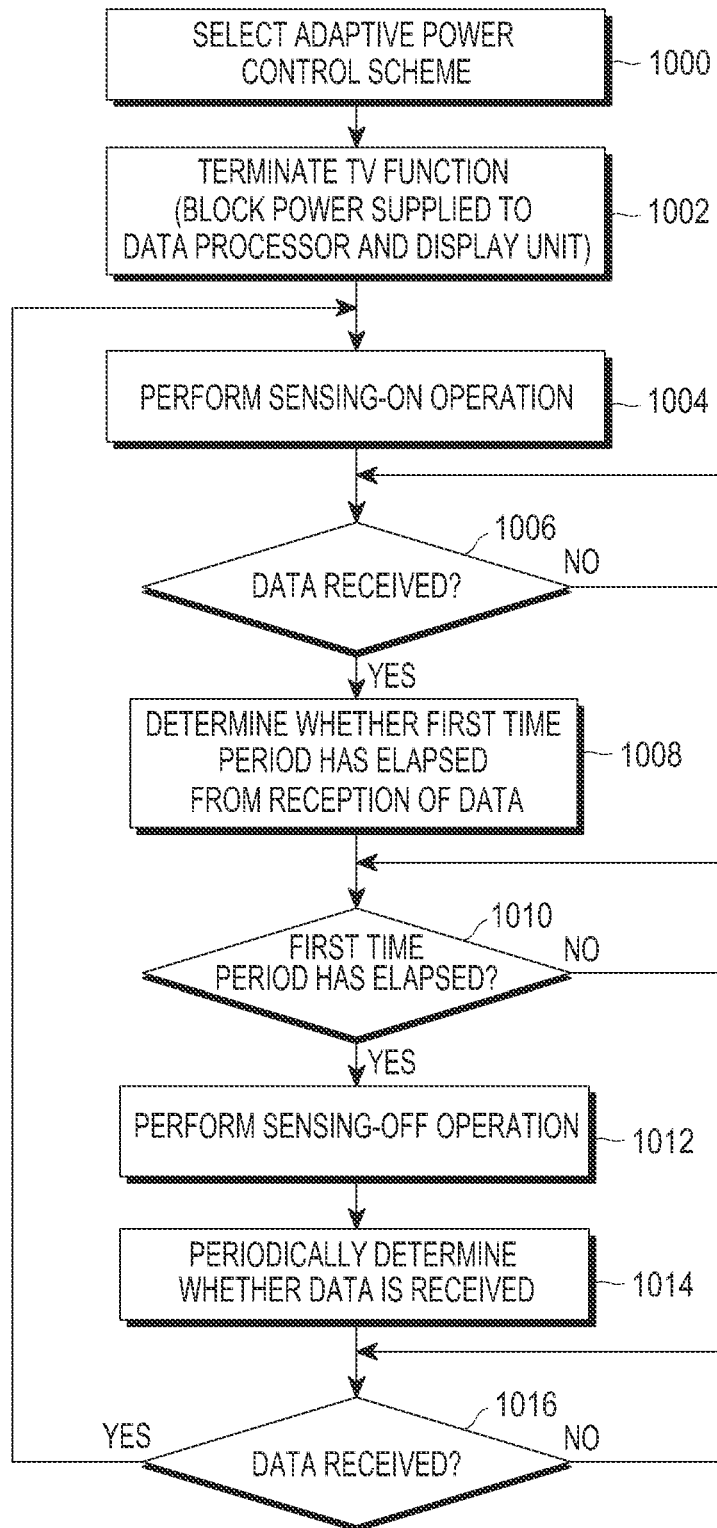 SELECT ADAPTIVE POWER
CONTROL SCHEME
1000
TERMINATE TV FUNCTION
(BLOCK POWER SUPPLIED TO
DATA PROCESSOR AND DISPLAY UNIT)
1002
PERFORM SENSING-ON OPERATION
1004
1006
DATA RECEIVED?
NO
YES
DETERMINE WHETHER FIRST TIME
PERIOD HAS ELAPSED
FROM RECEPTION OF DATA
1008
1010
FIRST TIME
PERIOD HAS ELAPSED?
NO
YES
PERFORM SENSING-OFF OPERATION
1012
PERIODICALLY DETERMINE
WHETHER DATA IS RECEIVED
1014
1016
YES
DATA RECEIVED?
NO